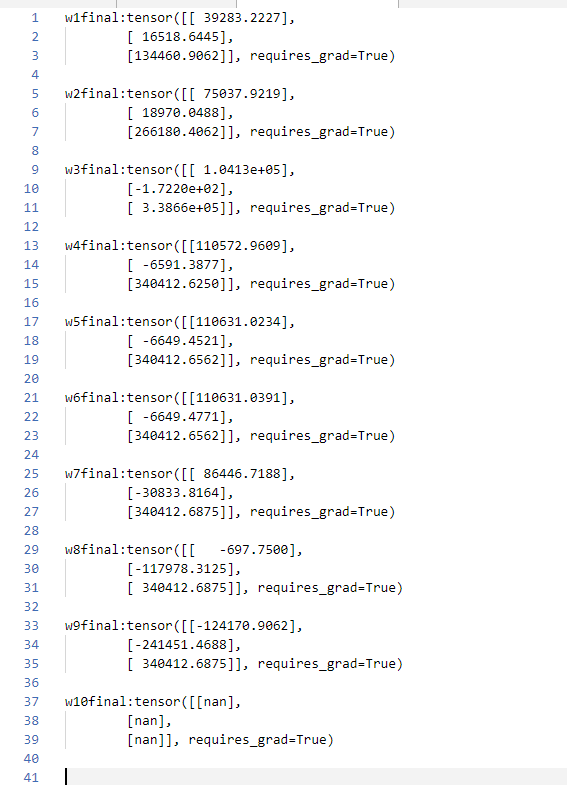 1 w1final:tensor([[ 39283.2227],
2 [ 16518.6445],
3 [134460.9062]], requires_grad=True)
4
5 w2final:tensor([[ 75037.9219],
6 [ 18970.0488],
7 [266180.4062]], requires_grad=True)
8
9 w3final:tensor([[ 1.0413e+05],
10 [-1.7220e+02],
11 [ 3.3866e+05]], requires_grad=True)
12
13 w4final:tensor([[110572.9609],
14 [ -6591.3877],
15 [340412.6250]], requires_grad=True)
16
17 w5final:tensor([[110631.0234],
18 [ -6649.4521],
19 [340412.6562]], requires_grad=True)
20
21 w6final:tensor([[110631.0391],
22 [ -6649.4771],
23 [340412.6562]], requires_grad=True)
24
25 w7final:tensor([[ 86446.7188],
26 [-30833.8164],
27 [340412.6875]], requires_grad=True)
28
29 w8final:tensor([[   -697.7500],
30 [-117978.3125],
31 [ 340412.6875]], requires_grad=True)
32
33 w9final:tensor([[-124170.9062],
34 [-241451.4688],
35 [ 340412.6875]], requires_grad=True)
36
37 w10final:tensor([[nan],
38 [nan],
39 [nan]], requires_grad=True)
40
41